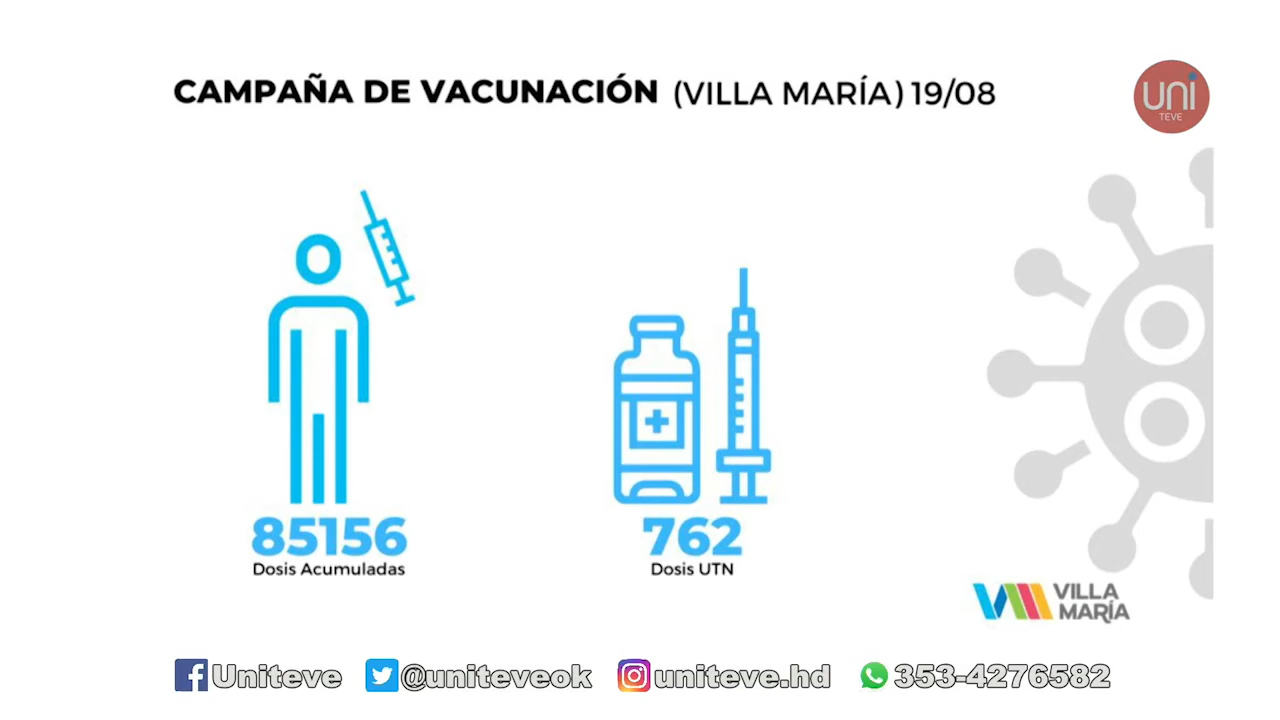 CAMPAÑA DE VACUNACIÓN (VILLA MARÍA) 19/08
UNI
TEVE
85156
Dosis Acumuladas
762
Dosis UTN
VILLA
MARÍA
Uniteve @uniteveok uniteve.hd 353-4276582